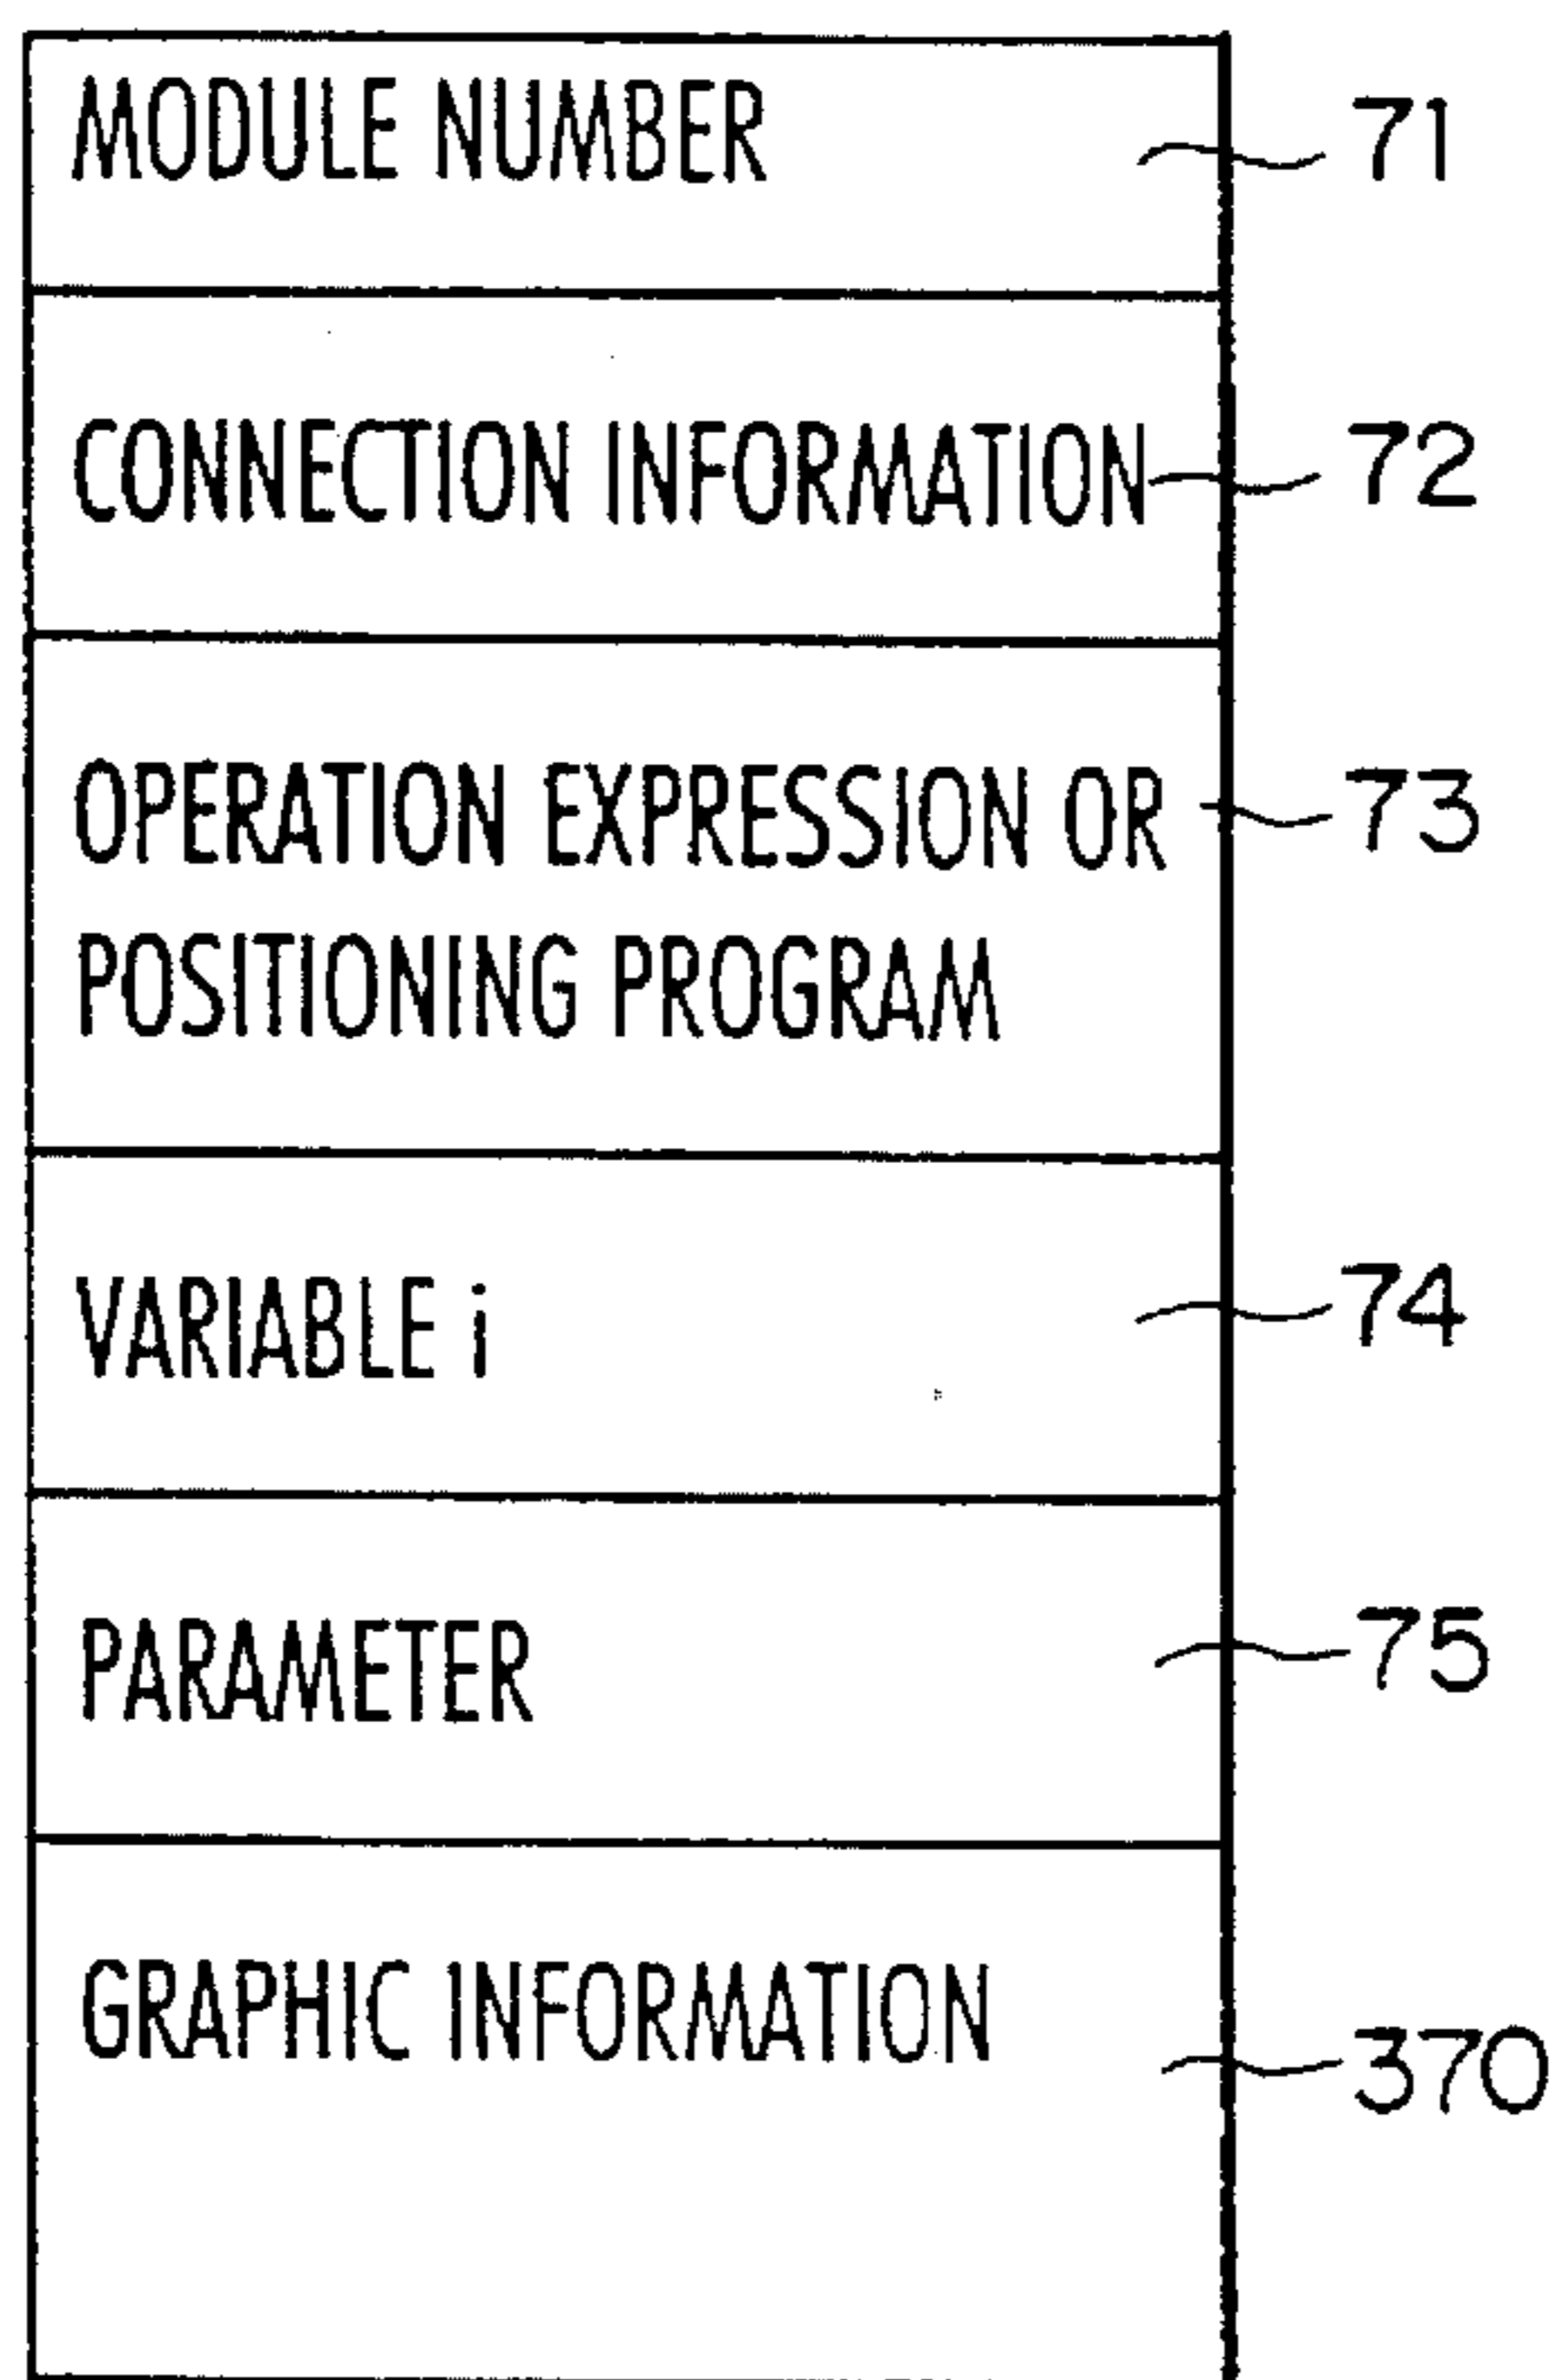 MODULE NUMBER 71
CONNECTION INFORMATION 72
OPERATION EXPRESSION OR 73
POSITIONING PROGRAM
VARIABLE i 74
PARAMETER 75
GRAPHIC INFORMATION
370